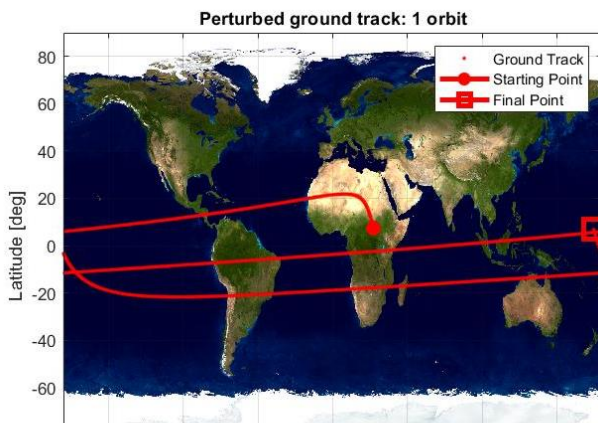 Perturbed ground track: 1 orbit
Ground Track
Starting Point
Final Point
80
60
40
20
0
-20
-40
-60
Latitude [deg]